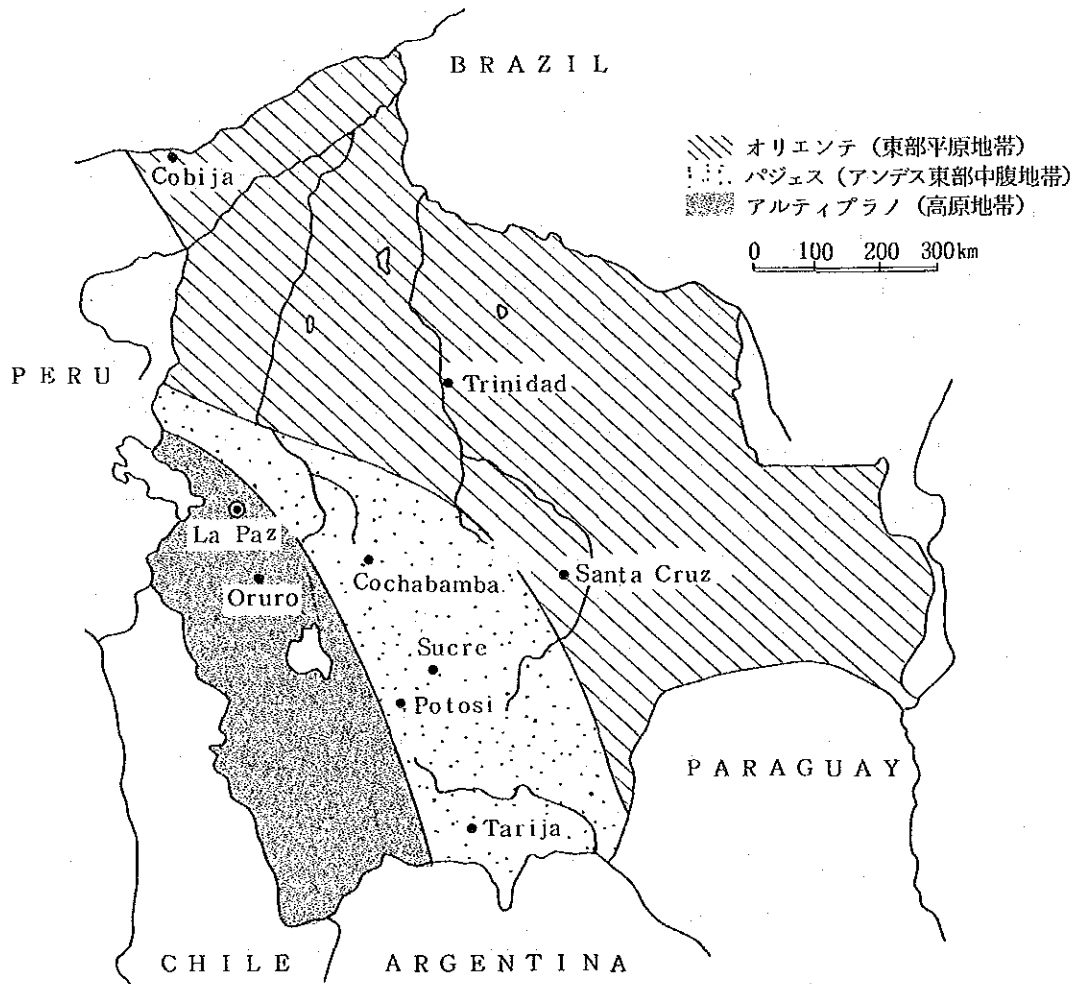 BRAZIL
オリエンテ（東部平原地帯）
パジェス（アンデス東部中腹地帯）
アルティプラノ（高原地帯）
0 100 200 300km
Cobija
PERU
Trinidad
La Paz
Cochabamba
Santa Cruz
Oruro
Sucre
Potosi
PARAGUAY
Tarija
CHILE
ARGENTINA